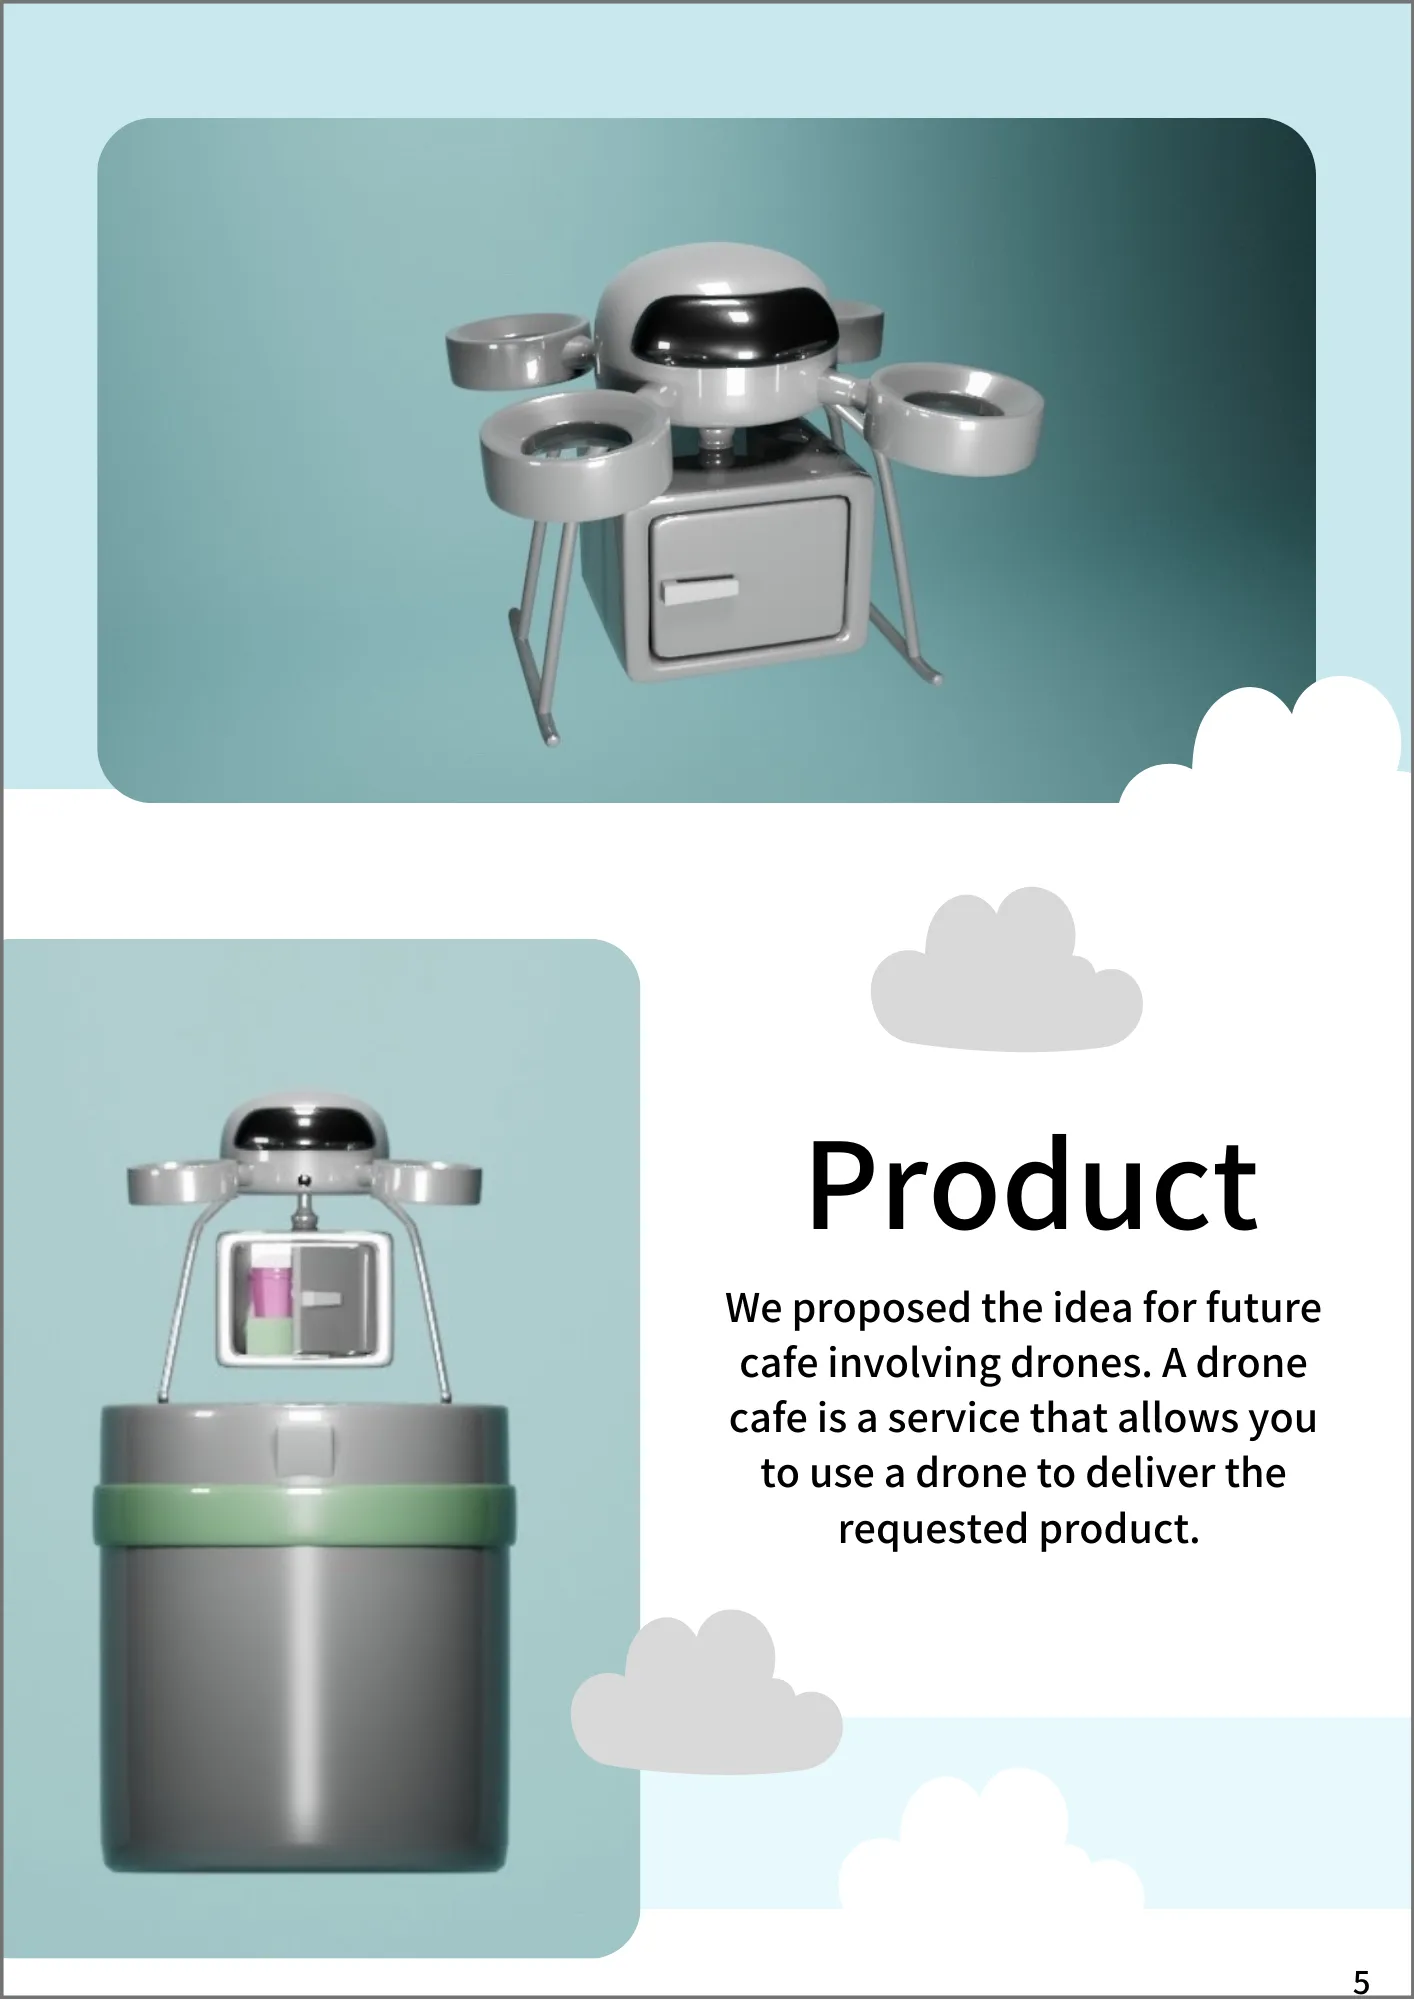 Product
We proposed the idea for future
cafe involving drones. A drone
cafe is a service that allows you
to use a drone to deliver the
requested product.
5